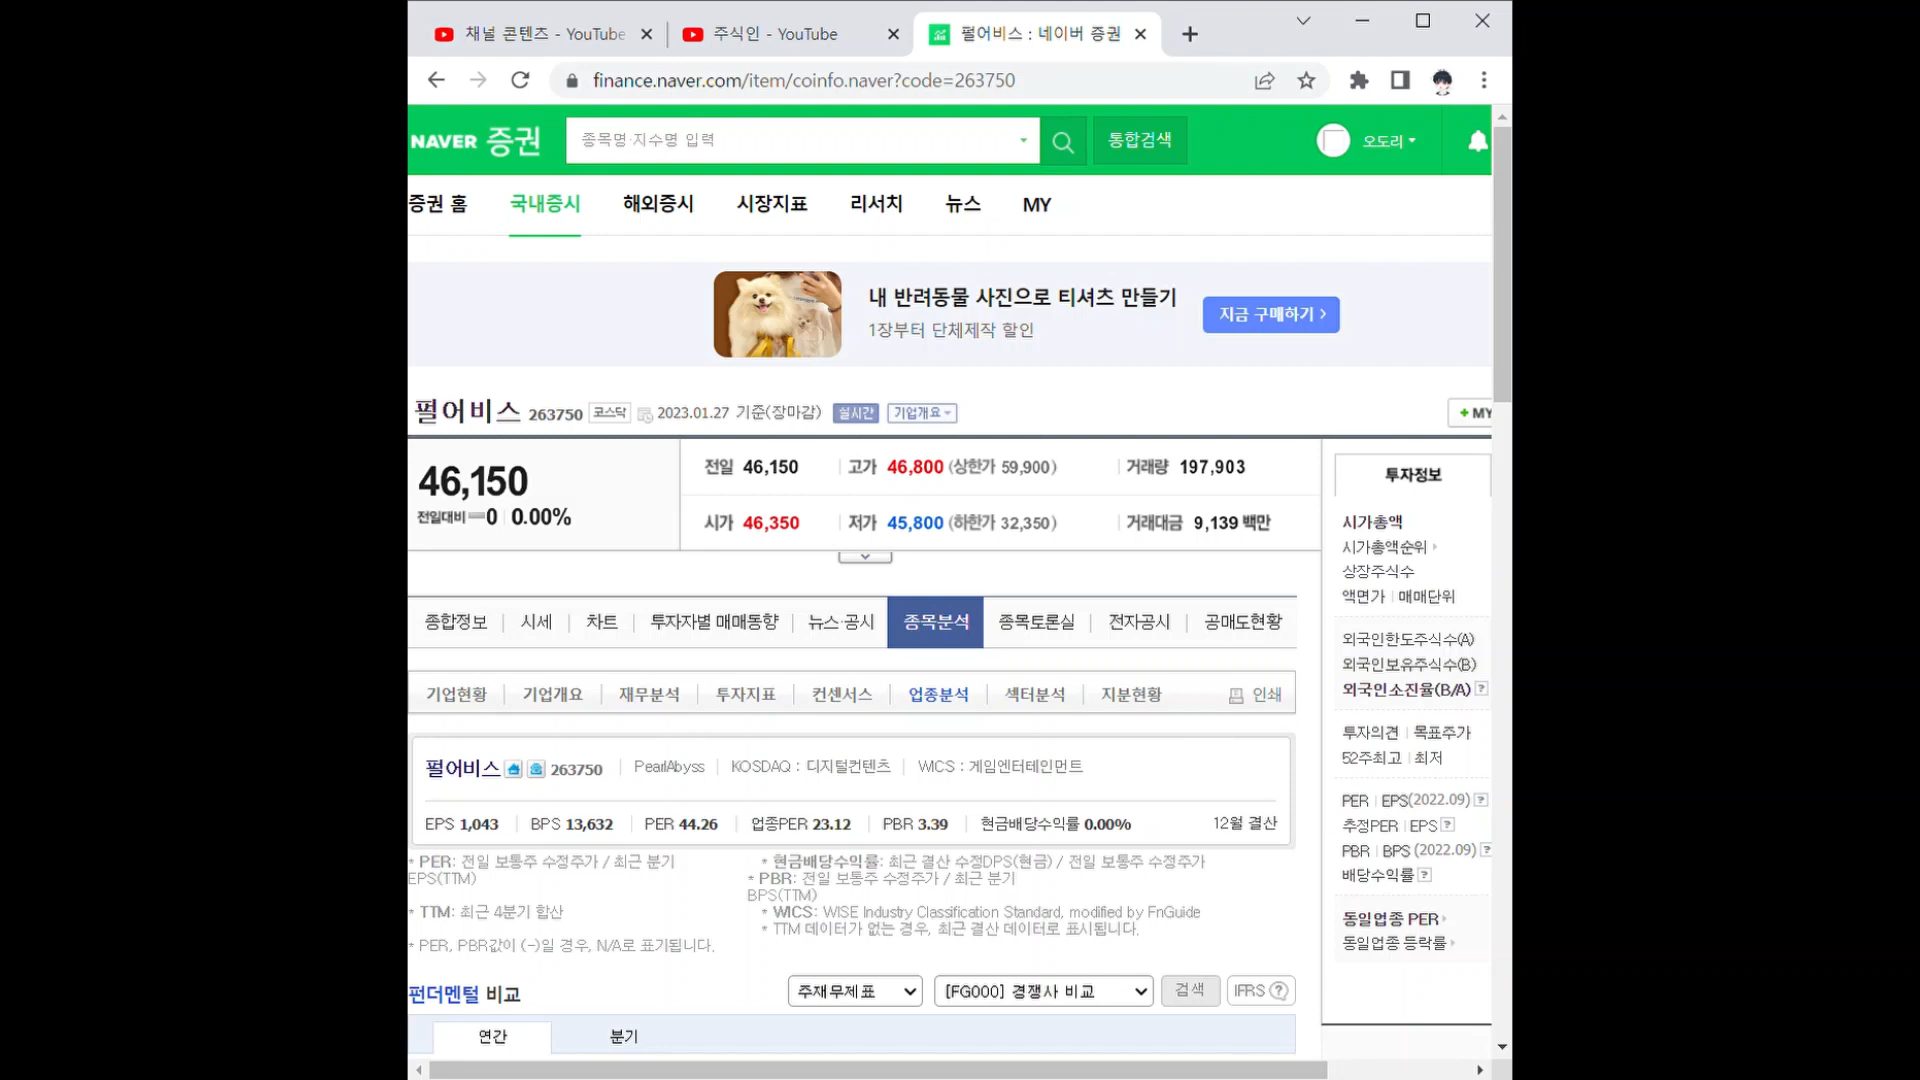 채널 콘텐츠 - YouTube
주식인 - YouTube
펄어비스 : 네이버 증권
finance.naver.com/item/coinfo.naver?code=263750
NAVER 증권
종목명·지수명 입력
통합검색
오도리
증권 홈 국내증시 해외증시 시장지표 리서치 뉴스 MY
내 반려동물 사진으로 티셔츠 만들기
1장부터 단체제작 할인
지금 구매하기 >
펄어비스 263750 코스닥 2023.01.27 기준(장마감) 실시간 기업개요
+ MY
46,150
전일대비 0 0.00%
전일 46,150 고가 46,800 (상한가 59,900) 거래량 197,903
시가 46,350 저가 45,800 (하한가 32,350) 거래대금 9,139 백만
투자정보
시가총액
시가총액순위
상장주식수
액면가 매매단위
외국인한도주식수(A)
외국인보유주식수(B)
외국인소진율(B/A) ?
투자의견 목표주가
52주최고 최저
PER EPS(2022.09) ?
추정PER EPS ?
PBR BPS (2022.09) ?
배당수익률 ?
동일업종 PER
동일업종 등락률
종합정보 시세 차트 투자자별 매매동향 뉴스·공시 종목분석 종목토론실 전자공시 공매도현황
기업현황 기업개요 재무분석 투자지표 컨센서스 업종분석 섹터분석 지분현황 인쇄
펄어비스 263750 PearlAbyss KOSDAQ : 디지털컨텐츠 WICS : 게임엔터테인먼트
EPS 1,043 BPS 13,632 PER 44.26 업종PER 23.12 PBR 3.39 현금배당수익률 0.00% 12월 결산
* PER: 전일 보통주 수정주가 / 최근 분기
EPS(TTM)
* TTM: 최근 4분기 합산
* PER, PBR값이 (-)일 경우, N/A로 표기됩니다.
* 현금배당수익률: 최근 결산 수정DPS(현금) / 전일 보통주 수정주가
* PBR: 전일 보통주 수정주가 / 최근 분기
BPS(TTM)
* WICS: WISE Industry Classification Standard, modified by FnGuide
* TTM 데이터가 없는 경우, 최근 결산 데이터로 표시됩니다.
펀더멘털 비교
주재무제표 [FG000] 경쟁사 비교 검색 IFRS ?
연간 분기